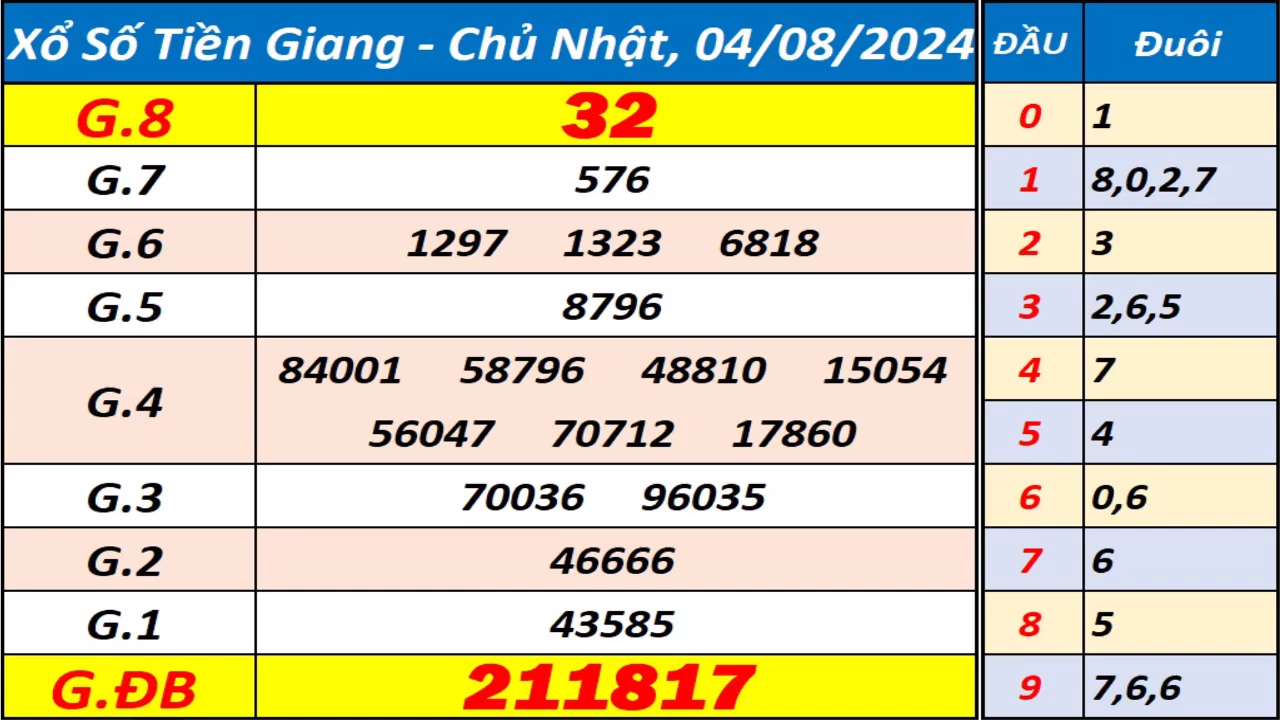 Xổ Số Tiền Giang - Chủ Nhật, 04/08/2024 ĐẦU Đuôi
G.8 32 0 1
G.7 576 1 8,0,2,7
G.6 1297 1323 6818 2 3
G.5 8796 3 2,6,5
84001 58796 48810 15054 4 7
G.4
56047 70712 17860 5 4
G.3 70036 96035 6 0,6
G.2 46666 7 6
G.1 43585 8 5
G.ĐB 211817 9 7,6,6